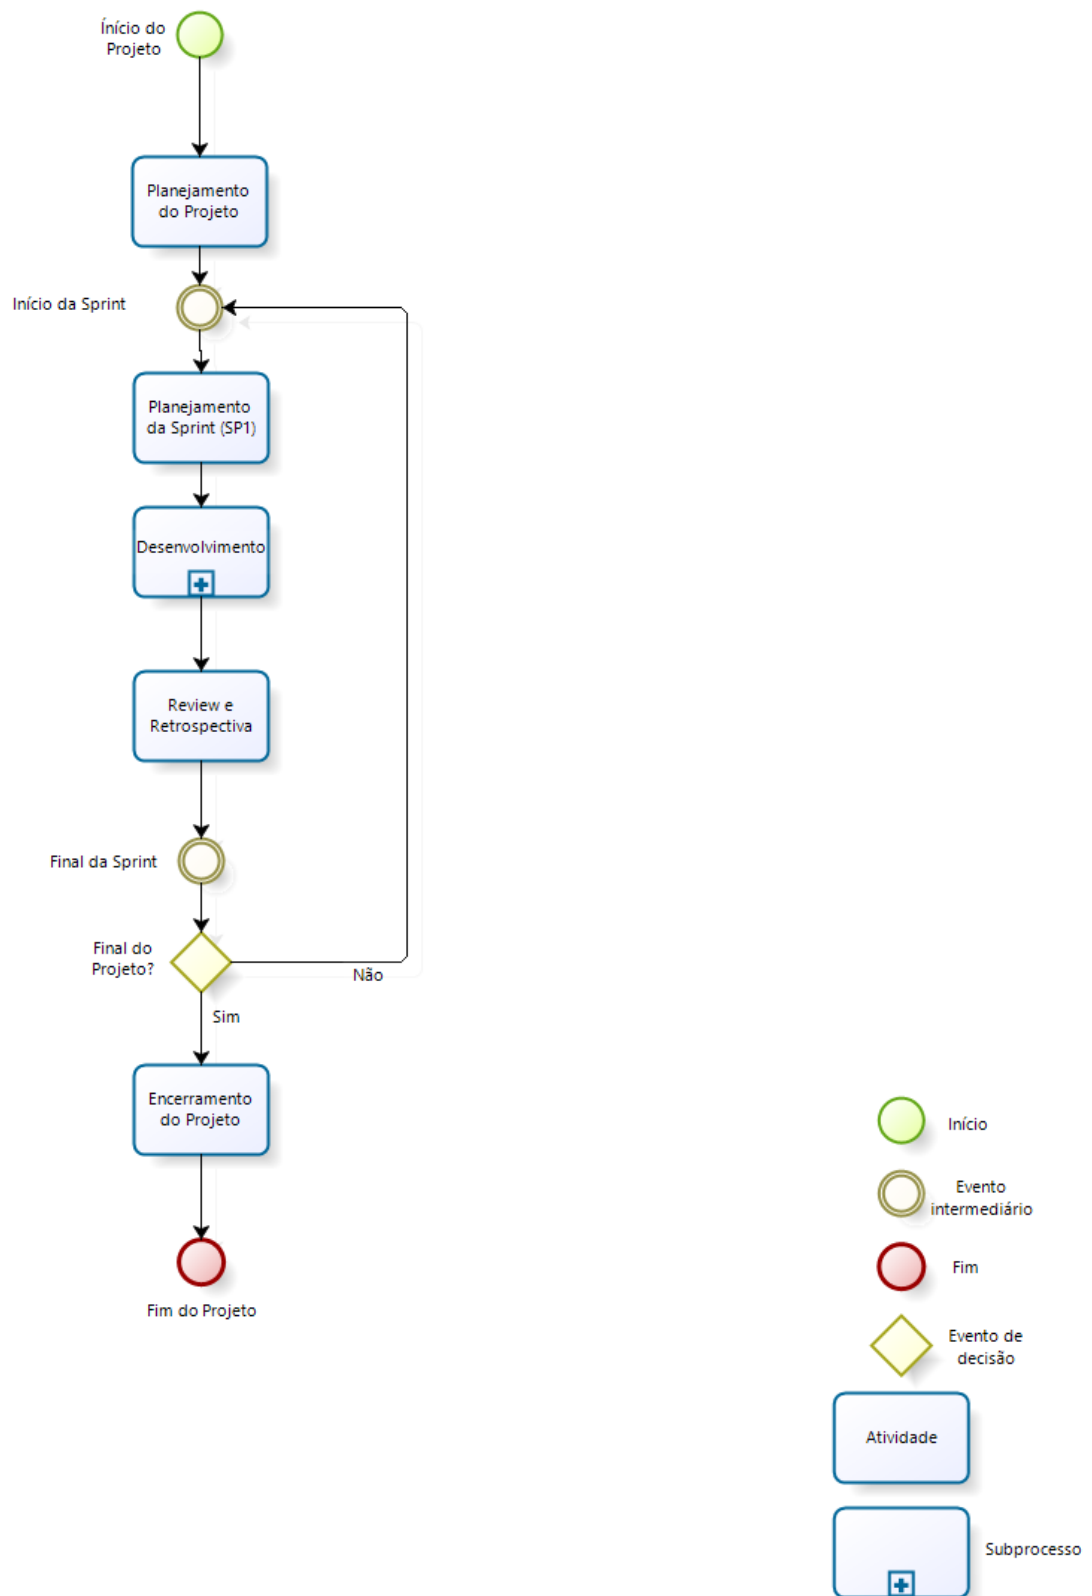 Ínício do
Projeto
Planejamento
do Projeto
Início da Sprint
Planejamento
da Sprint (SP1)
Desenvolvimento
Review e
Retrospectiva
Final da Sprint
Final do
Projeto?
Não
Sim
Encerramento
do Projeto
Fim do Projeto
Início
Evento
intermediário
Fim
Evento de
decisão
Atividade
Subprocesso